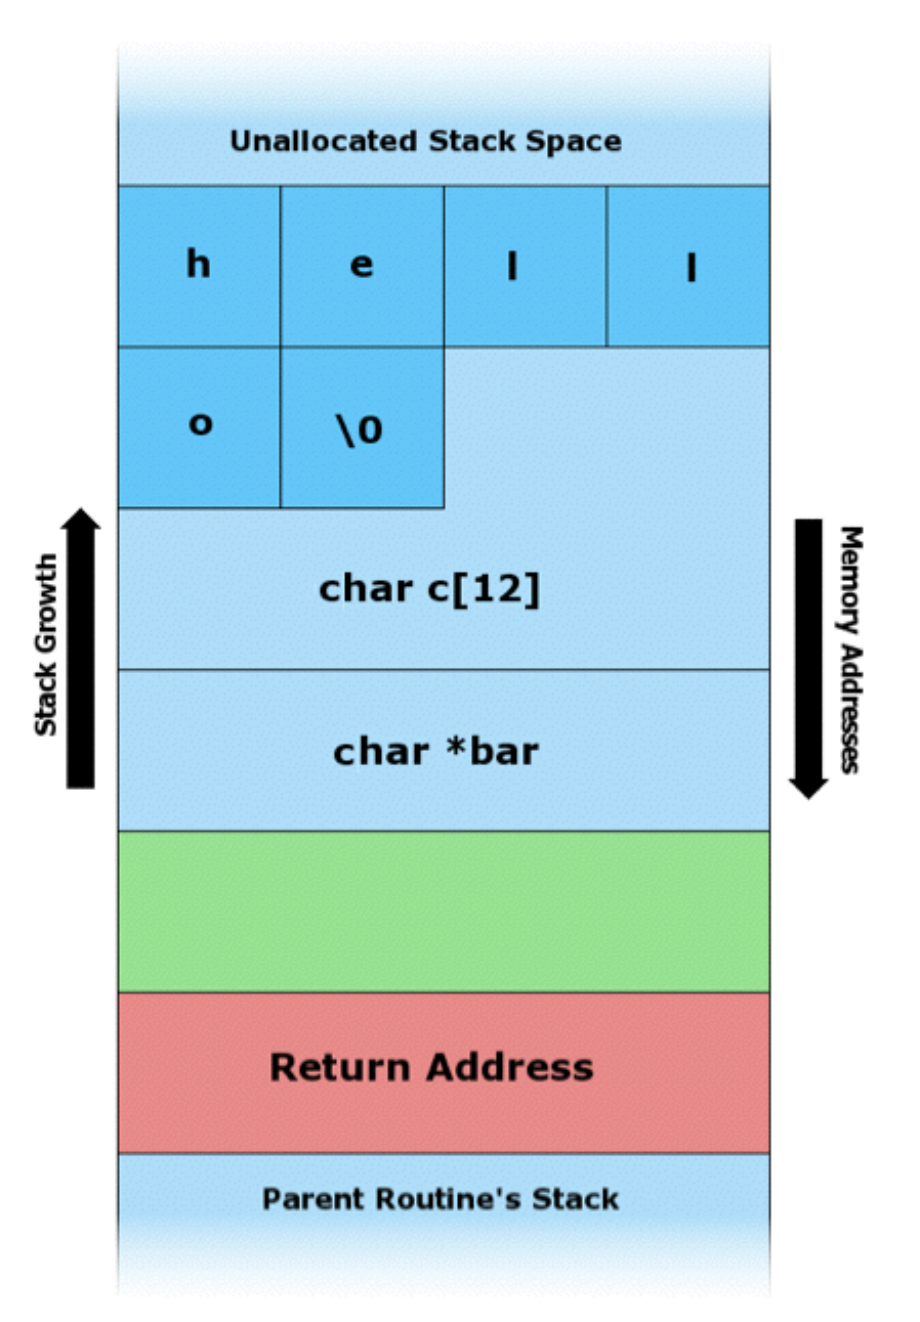 Unallocated Stack Space
h e l l
o \0
char c[12]
Stack Growth
Memory Addresses
char *bar
Return Address
Parent Routine's Stack